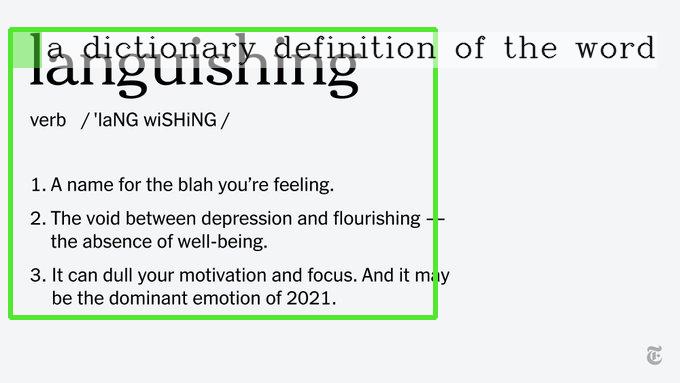 a dictionary definition of the word
languishing
verb / 'laNG wiSHiNG /
1. A name for the blah you're feeling.
2. The void between depression and flourishing —
the absence of well-being.
3. It can dull your motivation and focus. And it may
be the dominant emotion of 2021.
T